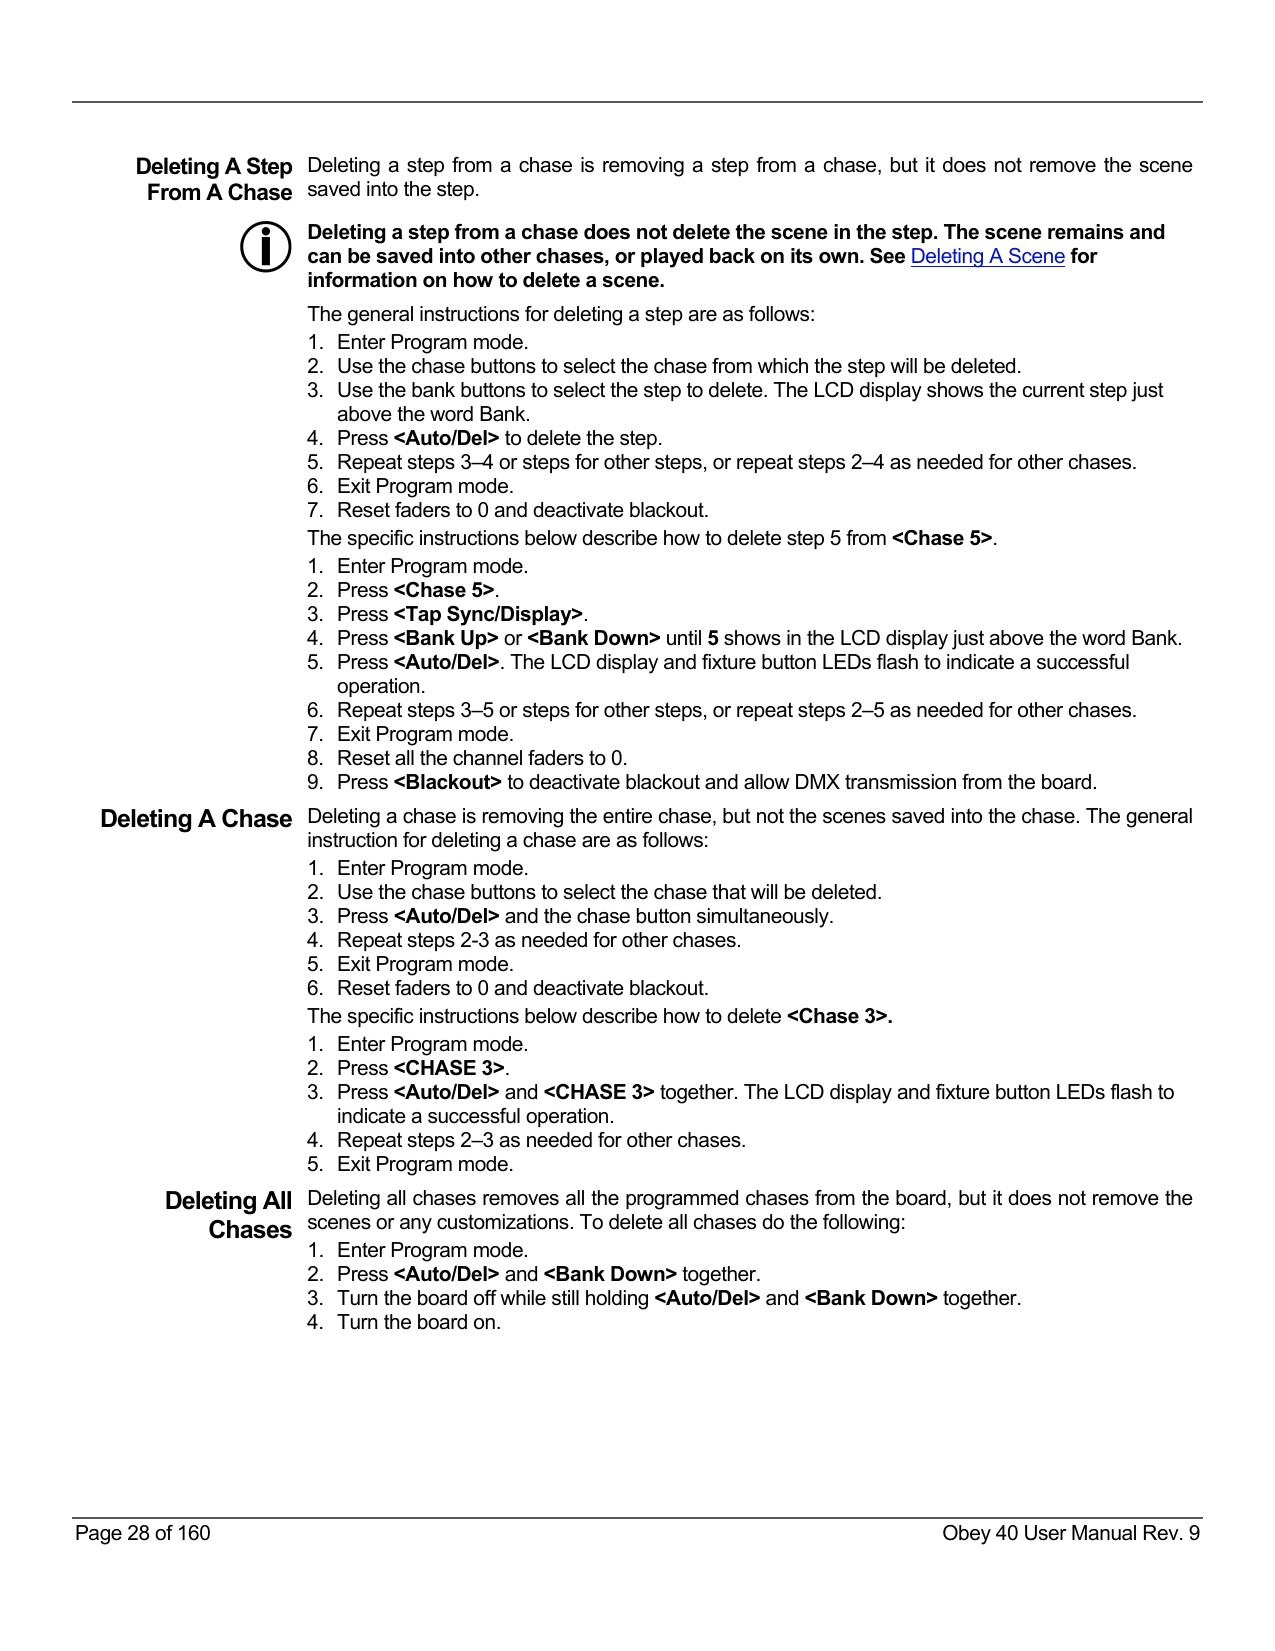 Deleting A Step
From A Chase
Deleting a step from a chase is removing a step from a chase, but it does not remove the scene
saved into the step.
Deleting a step from a chase does not delete the scene in the step. The scene remains and
can be saved into other chases, or played back on its own. See Deleting A Scene for
information on how to delete a scene.
The general instructions for deleting a step are as follows:
1. Enter Program mode.
2. Use the chase buttons to select the chase from which the step will be deleted.
3. Use the bank buttons to select the step to delete. The LCD display shows the current step just
above the word Bank.
4. Press <Auto/Del> to delete the step.
5. Repeat steps 3–4 or steps for other steps, or repeat steps 2–4 as needed for other chases.
6. Exit Program mode.
7. Reset faders to 0 and deactivate blackout.
The specific instructions below describe how to delete step 5 from <Chase 5>.
1. Enter Program mode.
2. Press <Chase 5>.
3. Press <Tap Sync/Display>.
4. Press <Bank Up> or <Bank Down> until 5 shows in the LCD display just above the word Bank.
5. Press <Auto/Del>. The LCD display and fixture button LEDs flash to indicate a successful
operation.
6. Repeat steps 3–5 or steps for other steps, or repeat steps 2–5 as needed for other chases.
7. Exit Program mode.
8. Reset all the channel faders to 0.
9. Press <Blackout> to deactivate blackout and allow DMX transmission from the board.
Deleting A Chase
Deleting a chase is removing the entire chase, but not the scenes saved into the chase. The general
instruction for deleting a chase are as follows:
1. Enter Program mode.
2. Use the chase buttons to select the chase that will be deleted.
3. Press <Auto/Del> and the chase button simultaneously.
4. Repeat steps 2-3 as needed for other chases.
5. Exit Program mode.
6. Reset faders to 0 and deactivate blackout.
The specific instructions below describe how to delete <Chase 3>.
1. Enter Program mode.
2. Press <CHASE 3>.
3. Press <Auto/Del> and <CHASE 3> together. The LCD display and fixture button LEDs flash to
indicate a successful operation.
4. Repeat steps 2–3 as needed for other chases.
5. Exit Program mode.
Deleting All
Chases
Deleting all chases removes all the programmed chases from the board, but it does not remove the
scenes or any customizations. To delete all chases do the following:
1. Enter Program mode.
2. Press <Auto/Del> and <Bank Down> together.
3. Turn the board off while still holding <Auto/Del> and <Bank Down> together.
4. Turn the board on.
Page 28 of 160
Obey 40 User Manual Rev. 9